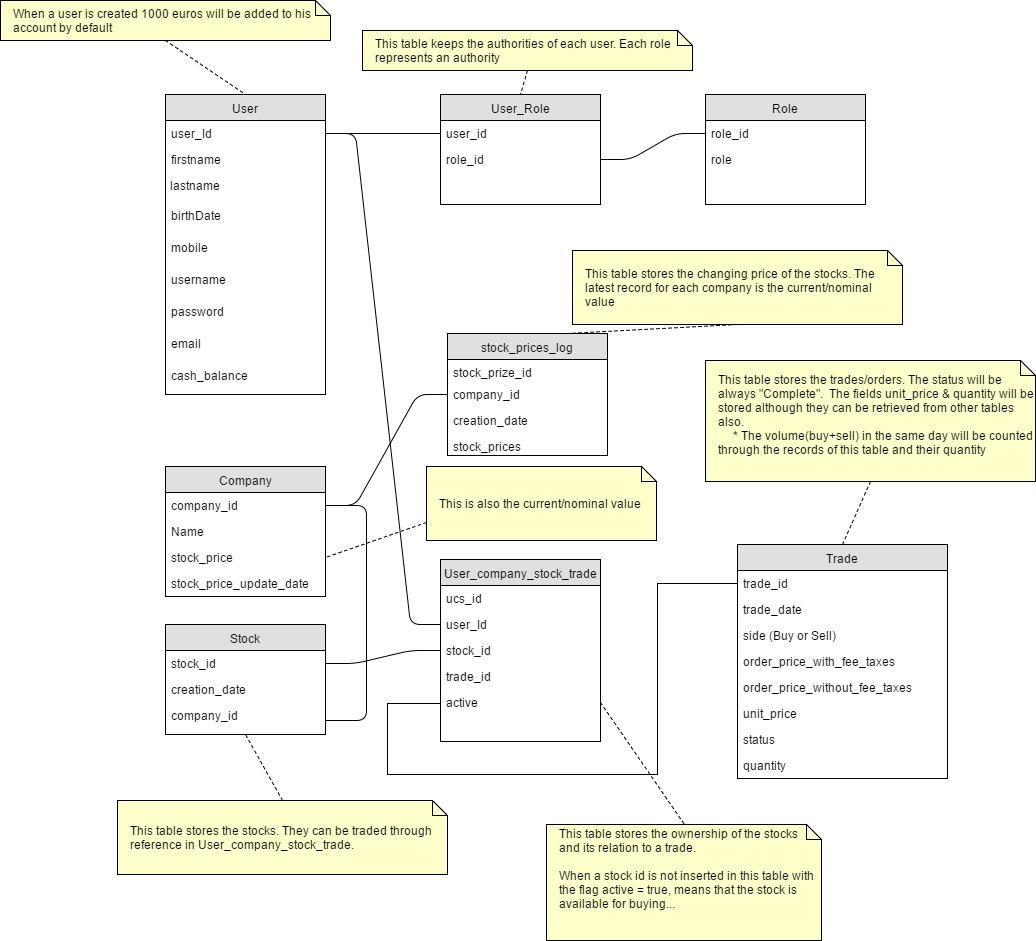 When a user is created 1000 euros will be added to his
account by default
This table keeps the authorities of each user. Each role
represents an authority
User
user_Id
firstname
lastname
birthDate
mobile
username
password
email
cash_balance
User_Role
user_id
role_id
Role
role_id
role
This table stores the changing price of the stocks. The
latest record for each company is the current/nominal
value
stock_prices_log
stock_prize_id
company_id
creation_date
stock_prices
This table stores the trades/orders. The status will be
always "Complete".  The fields unit_price & quantity will be
stored although they can be retrieved from other tables
also.
* The volume(buy+sell) in the same day will be counted
through the records of this table and their quantity
Company
company_id
Name
stock_price
stock_price_update_date
This is also the current/nominal value
User_company_stock_trade
ucs_id
user_Id
stock_id
trade_id
active
Trade
trade_id
trade_date
side (Buy or Sell)
order_price_with_fee_taxes
order_price_without_fee_taxes
unit_price
status
quantity
Stock
stock_id
creation_date
company_id
This table stores the stocks. They can be traded through
reference in User_company_stock_trade.
This table stores the ownership of the stocks
and its relation to a trade.
When a stock id is not inserted in this table with
the flag active = true, means that the stock is
available for buying...